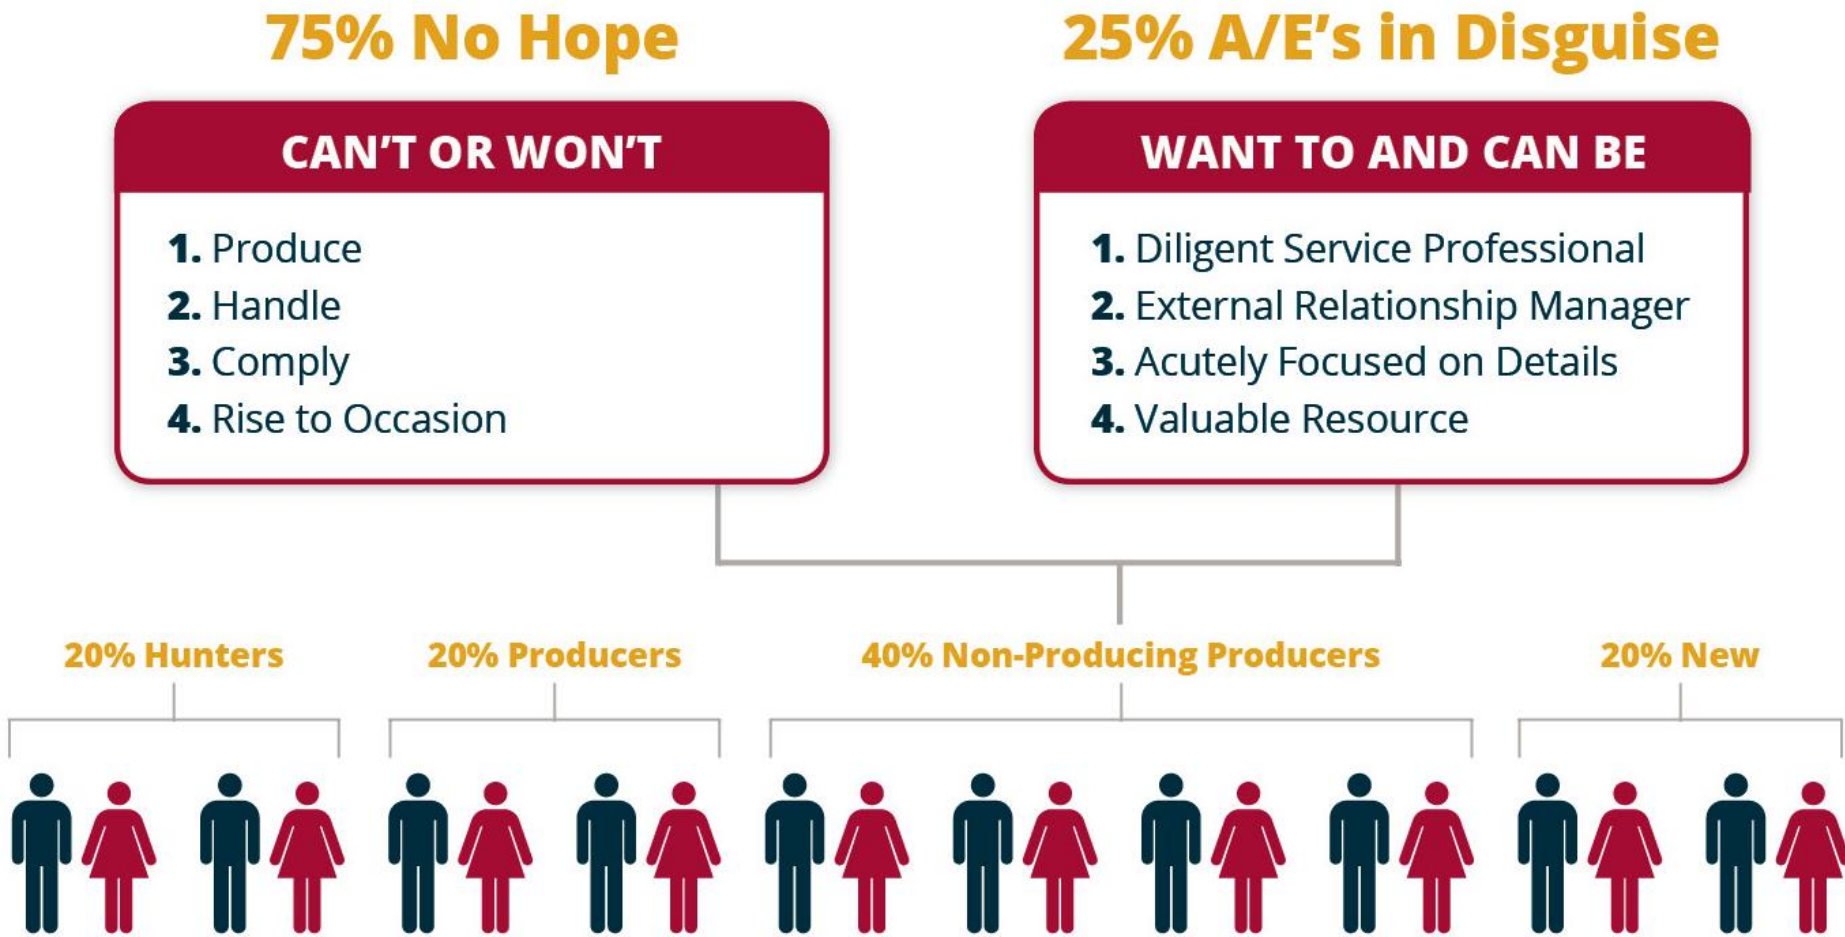 75% No Hope
CAN'T OR WON'T
1. Produce
2. Handle
3. Comply
4. Rise to Occasion
25% A/E's in Disguise
WANT TO AND CAN BE
1. Diligent Service Professional
2. External Relationship Manager
3. Acutely Focused on Details
4. Valuable Resource
20% Hunters
20% Producers
40% Non-Producing Producers
20% New